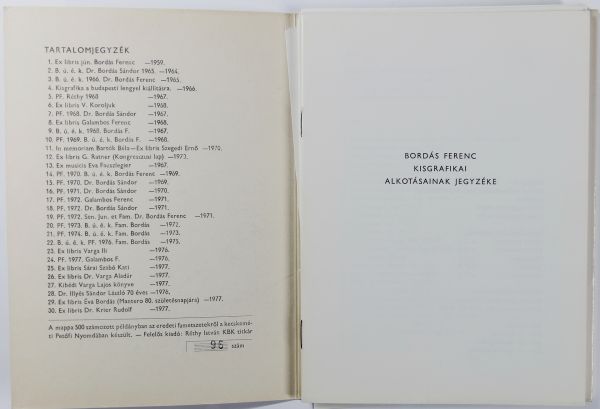 TARTALOMJEGYZÉK
1. Ex libris jún. Bordás Ferenc —1959.
2. B. ú. é. k. Dr. Bordás Sándor 1965. —1964.
3. B. ú. é. k. 1966. Dr. Bordás Ferenc —1965.
4. Kisgrafika a budapesti lengyel kiállításra. —1966.
5. PF. Réthy 1968 —1967.
6. Ex libris V. Koroljuk —1968.
7. PF. 1968. Dr. Bordás Sándor —1967.
8. Ex libris Galambos Ferenc —1968.
9. B. ú. é. k. 1968. Bordás F. —1967.
10. PF. 1969. B. ú. é. k. Bordás F. —1968.
11. In memoriam Bartók Béla—Ex libris Szegedi Ernő —1970.
12. Ex libris G. Ratner (Kongresszusi lap) —1973.
13. Ex musicis Eva Facszlegier —1967.
14. PF. 1970. B. ú. é. k. Bordás Ferenc —1969.
15. PF. 1970. Dr. Bordás Sándor —1969.
16. PF. 1971. Dr. Bordás Sándor —1970.
17. PF. 1972. Galambos Ferenc —1971.
18. PF. 1972. Dr. Bordás Sándor —1971.
19. PF. 1972. Sen. Jun. et Fam. Dr. Bordás Ferenc —1971.
20. PF. 1973. B. ú. é. k. Fam. Bordás —1972.
21. PF. 1974. B. ú. é. k. Fam. Bordás —1973.
22. B. ú. é. k. PF. 1976. Fam. Bordás —1975.
23. Ex libris Varga Ili —1976.
24. PF. 1977. Galambos F. —1976.
25. Ex libris Sárai Szabó Kati —1977.
26. Ex libris Dr. Varga Aladár —1977.
27. Kibédi Varga Lajos könyve —1977.
28. Dr. Illyés Sándor László 70 éves —1976.
29. Ex libris Éva Bordás (Mantero 80. születésnapjára) —1977.
30. Ex libris Dr. Krier Rudolf —1977.
A mappa 500 számozott példányban az eredeti fametszetekről a kecskemé-
ti Petőfi Nyomdában készült. — Felelős kiadó: Réthy István KBK titkár
96 szám
BORDÁS FERENC
KISGRAFIKAI
ALKOTÁSAINAK JEGYZÉKE